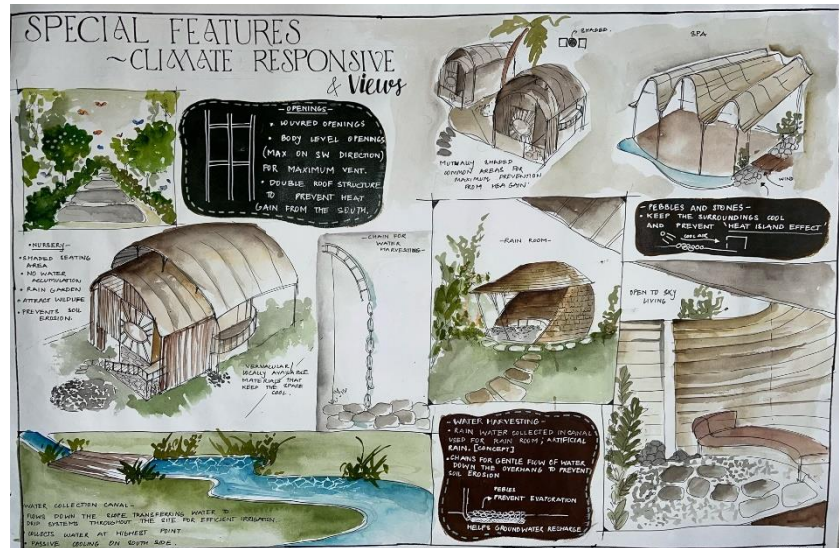 SPECIAL FEATURES
~CLIMATE RESPONSIVE
& Views
-OPENINGS-
• LOUVRED OPENINGS
• BODY LEVEL OPENINGS
(MAX ON SW DIRECTION)
FOR MAXIMUM VENT.
• DOUBLE ROOF STRUCTURE
TO PREVENT HEAT
GAIN FROM THE SOUTH.
SHADED.
MUTUALLY SHADED
COMMON AREAS FOR
MAXIMUM PREVENTION
FROM
GAIN
SPA
WIND
-PEBBLES AND STONES-
• KEEP THE SURROUNDINGS COOL
AND PREVENT 'HEAT ISLAND EFFECT'
COOL AIR
-NURSERY-
• SHADED SEATING
AREA
• NO WATER
ACCUMULATION
• RAIN GARDEN
• ATTRACT WILDLIFE
• PREVENTS SOIL
EROSION.
VERNACULAR/
LOCALLY AVAILABLE
MATERIALS THAT
KEEP THE SPACE
COOL.
-CHAIN FOR
WATER
HARVESTING-
-RAIN ROOM-
OPEN TO SKY
LIVING
-WATER HARVESTING-
• RAIN WATER COLLECTED IN CANAL
USED FOR RAIN ROOM; ARTIFICIAL
RAIN. [CONCEPT]
• CHAINS FOR GENTLE FLOW OF WATER
DOWN THE OVERHANG TO PREVENT
SOIL EROSION
PREVENT EVAPORATION
HELPS GROUNDWATER RECHARGE
WATER COLLECTION CANAL-
FLOWS DOWN THE SLOPE TRANSFERRING WATER TO
DRIP SYSTEMS THROUGHOUT THE SITE FOR EFFICIENT IRRIGATION.
• COLLECTS WATER AT HIGHEST POINT
• PASSIVE COOLING ON SOUTH SIDE.